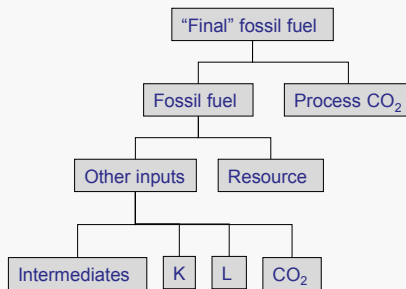 “Final” fossil fuel
Fossil fuel
Process CO₂
Other inputs
Resource
Intermediates
K
L
CO₂